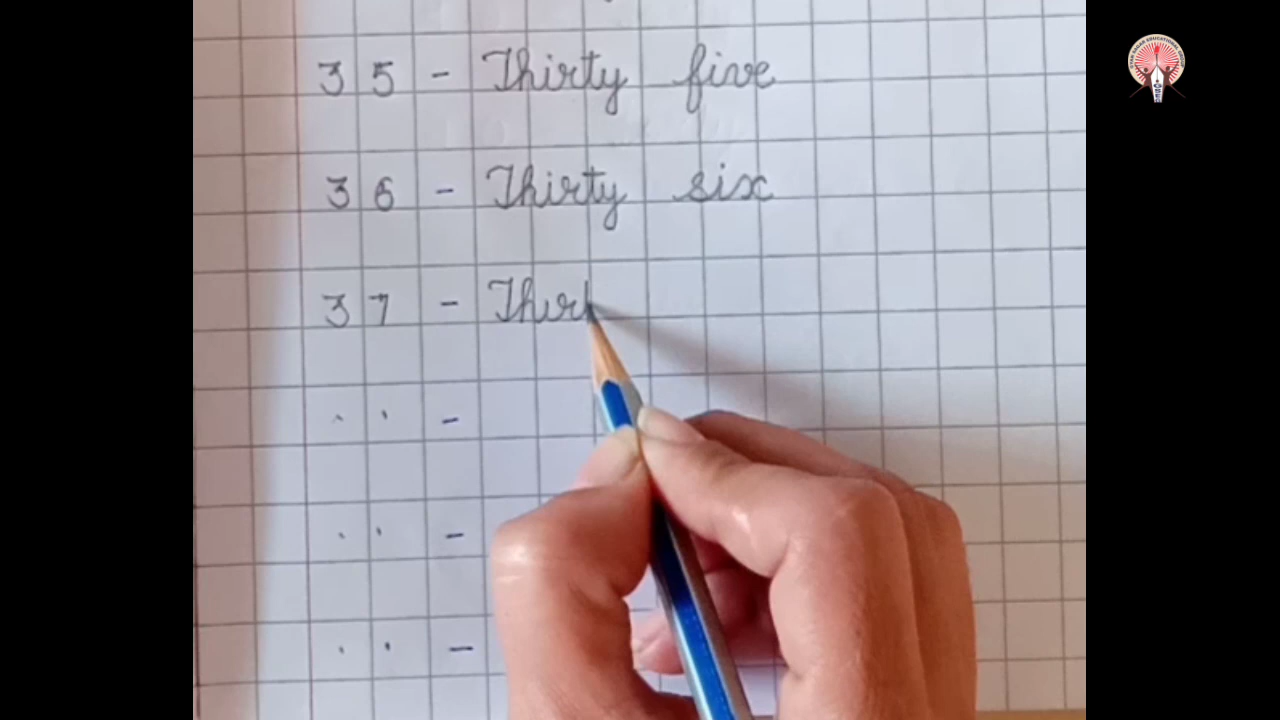 35 - Thirty five
36 - Thirty six
37 - Thir
-
-
-